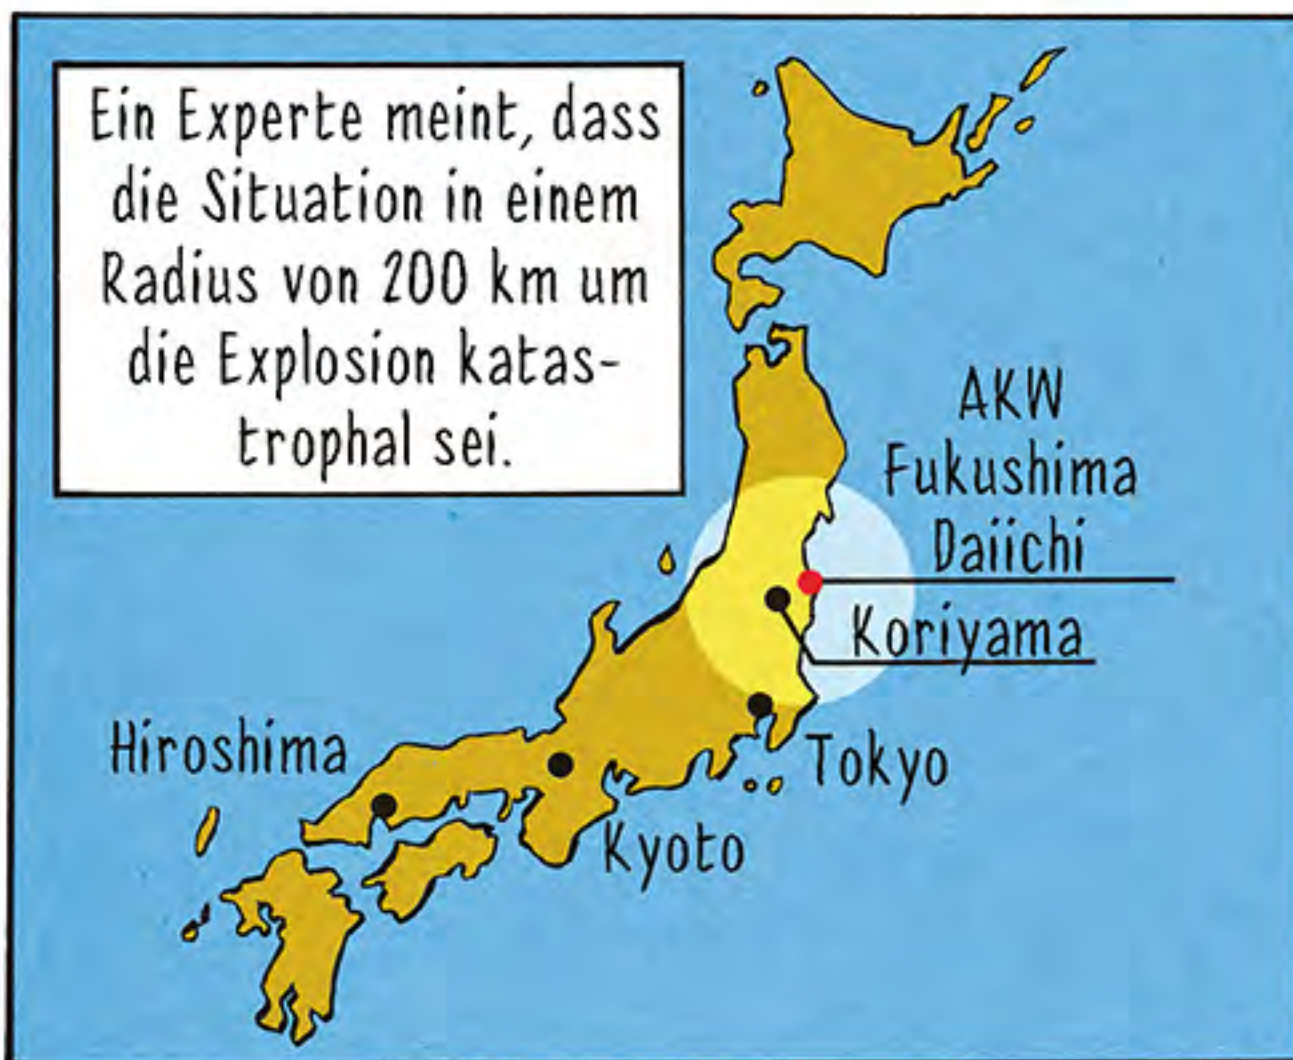 Ein Experte meint, dass
die Situation in einem
Radius von 200 km um
die Explosion katas-
trophal sei.
AKW
Fukushima
Daiichi
Koriyama
Hiroshima
Tokyo
Kyoto